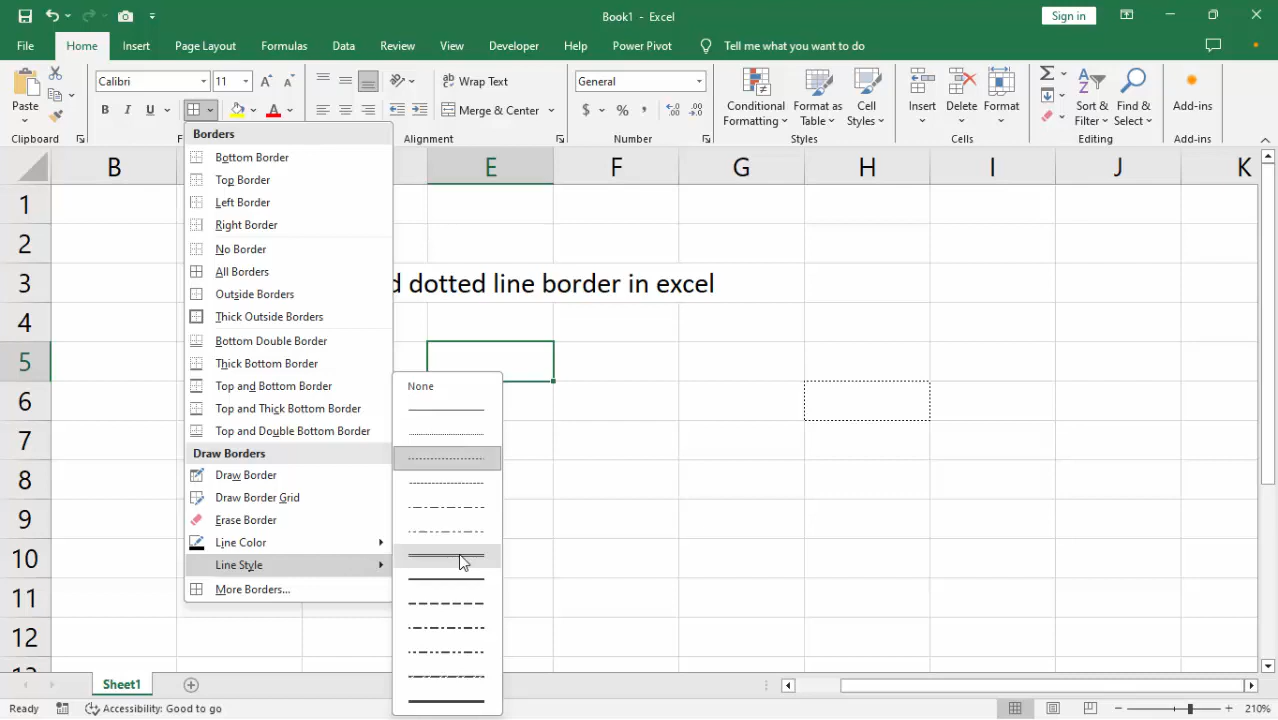 Book1 - Excel
Sign in
File Home Insert Page Layout Formulas Data Review View Developer Help Power Pivot Tell me what you want to do
Paste
Calibri 11
B I U
Wrap Text
Merge & Center
General
$ % ,
Conditional Formatting
Format as Table
Cell Styles
Insert
Delete
Format
Sort & Filter
Find & Select
Add-ins
Clipboard Alignment Number Styles Cells Editing Add-ins
B E F G H I J K
1
2
3
d dotted line border in excel
4
5
6
7
8
9
10
11
12
13
Borders
Bottom Border
Top Border
Left Border
Right Border
No Border
All Borders
Outside Borders
Thick Outside Borders
Bottom Double Border
Thick Bottom Border
Top and Bottom Border
Top and Thick Bottom Border
Top and Double Bottom Border
Draw Borders
Draw Border
Draw Border Grid
Erase Border
Line Color
Line Style
More Borders...
None
Sheet1
Ready Accessibility: Good to go 210%